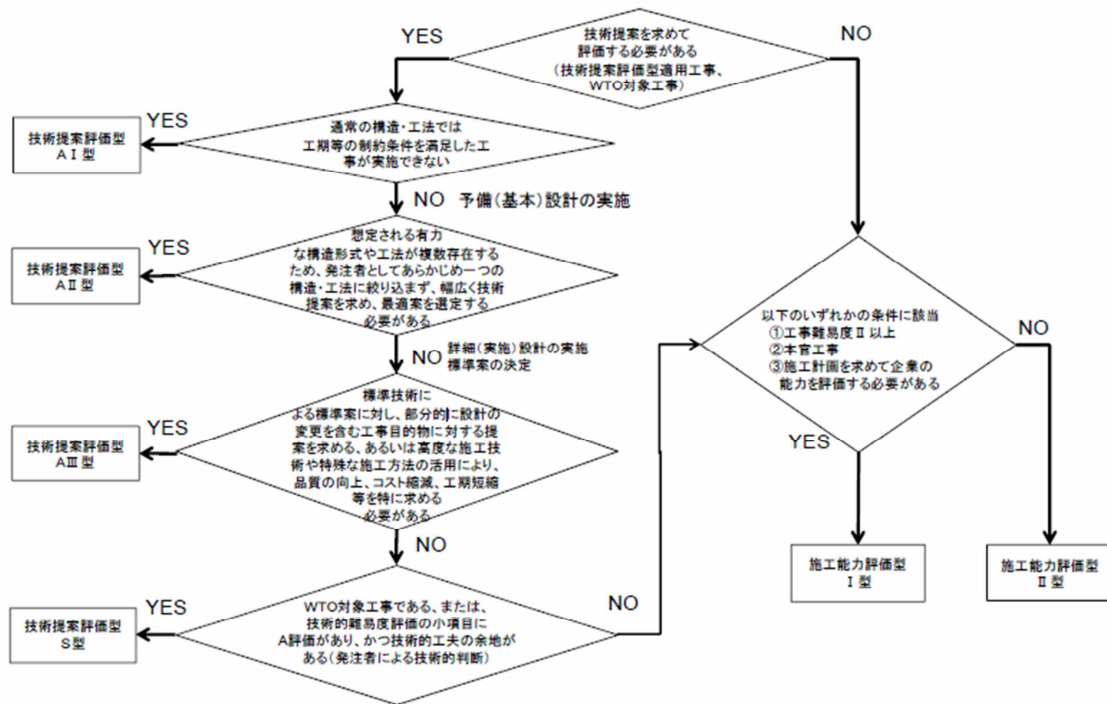 技術提案を求めて
評価する必要がある
(技術提案評価型適用工事、
WTO対象工事)
YES
NO
通常の構造・工法では
工期等の制約条件を満足した工
事が実施できない
YES
技術提案評価型
AⅠ型
NO
予備(基本)設計の実施
想定される有力
な構造形式や工法が複数存在する
ため、発注者としてあらかじめ一つの
構造・工法に絞り込まず、幅広く技術
提案を求め、最適案を選定する
必要がある
YES
技術提案評価型
AⅡ型
NO
詳細(実施)設計の実施
標準案の決定
標準技術に
よる標準案に対し、部分的に設計の
変更を含む工事目的物に対する提
案を求める、あるいは高度な施工技
術や特殊な施工方法の活用により、
品質の向上、コスト縮減、工期短縮
等を特に求める
必要がある
YES
技術提案評価型
AⅢ型
NO
WTO対象工事である、または、
技術的難易度評価の小項目に
A評価があり、かつ技術的工夫の余地が
ある(発注者による技術的判断)
YES
技術提案評価型
S型
NO
以下のいずれかの条件に該当
①工事難易度Ⅱ以上
②本官工事
③施工計画を求めて企業の
能力を評価する必要がある
YES
NO
施工能力評価型
Ⅰ型
施工能力評価型
Ⅱ型